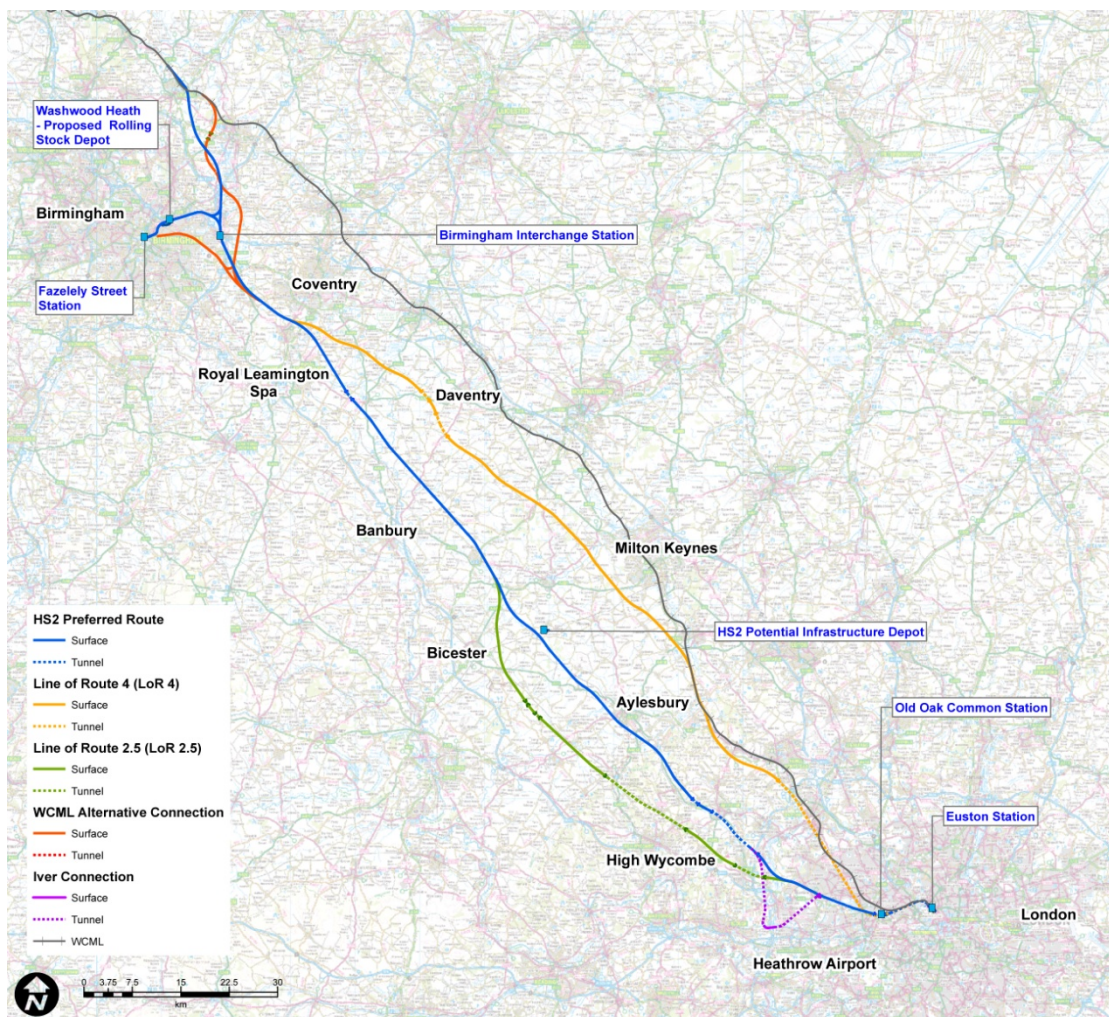 Washwood Heath
- Proposed Rolling
Stock Depot
Birmingham
Birmingham Interchange Station
Fazelely Street
Station
Coventry
Royal Leamington
Spa
Daventry
Banbury
Milton Keynes
HS2 Potential Infrastructure Depot
Bicester
Aylesbury
Old Oak Common Station
Euston Station
High Wycombe
London
Heathrow Airport
HS2 Preferred Route
Surface
Tunnel
Line of Route 4 (LoR 4)
Surface
Tunnel
Line of Route 2.5 (LoR 2.5)
Surface
Tunnel
WCML Alternative Connection
Surface
Tunnel
Iver Connection
Surface
Tunnel
WCML
N
0 3.75 7.5 15 22.5 30
km